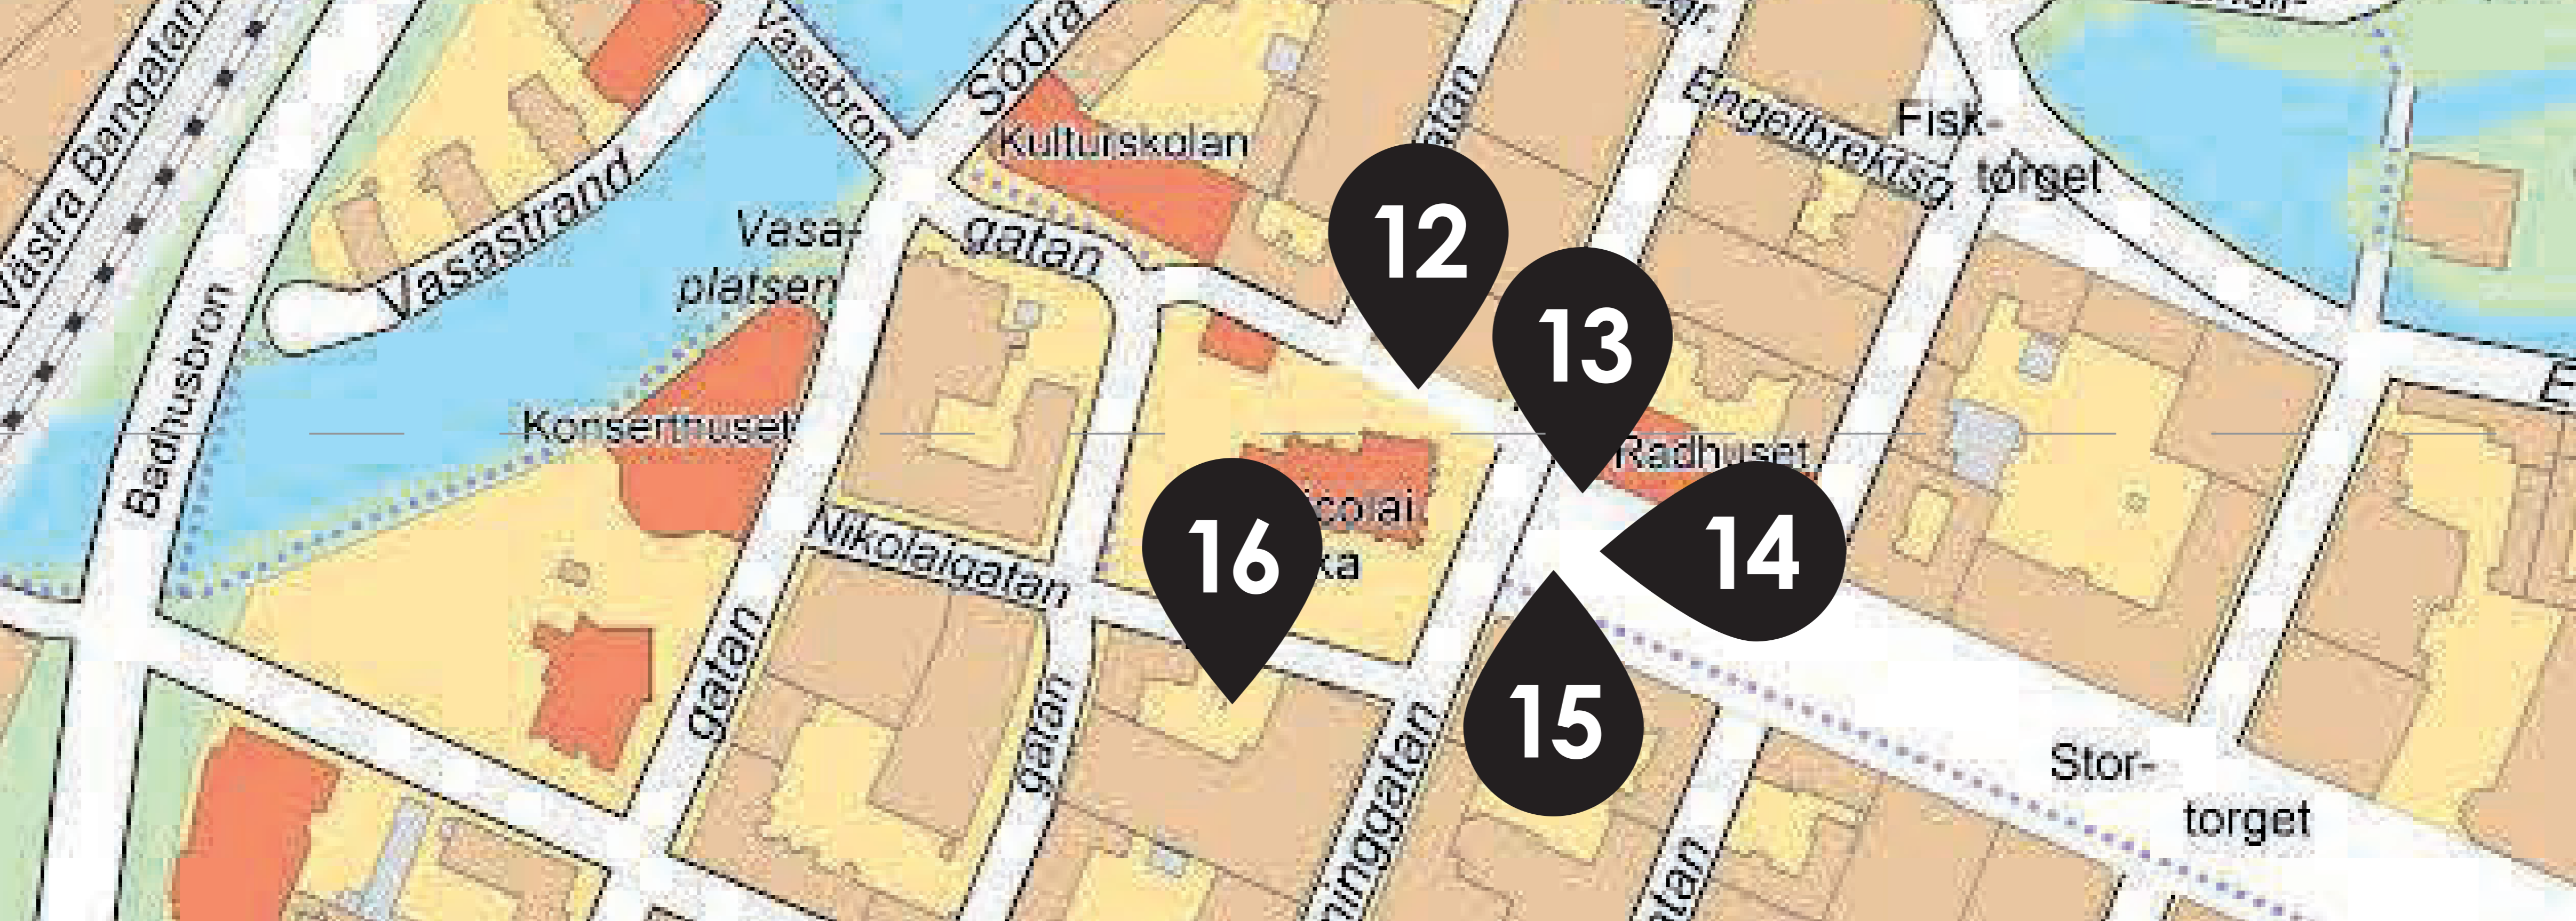 Västra Bangatan
Vasabron
Södra
Kulturskolan
Engelbrektsg.
Fisk-
torget
Vasastrand
Vasa-
platsen
gatan
12
13
Badhusbron
Konserthuset
Rådhuset
14
16
Nikolaigatan
gatan
gatan
15
Stor-
torget